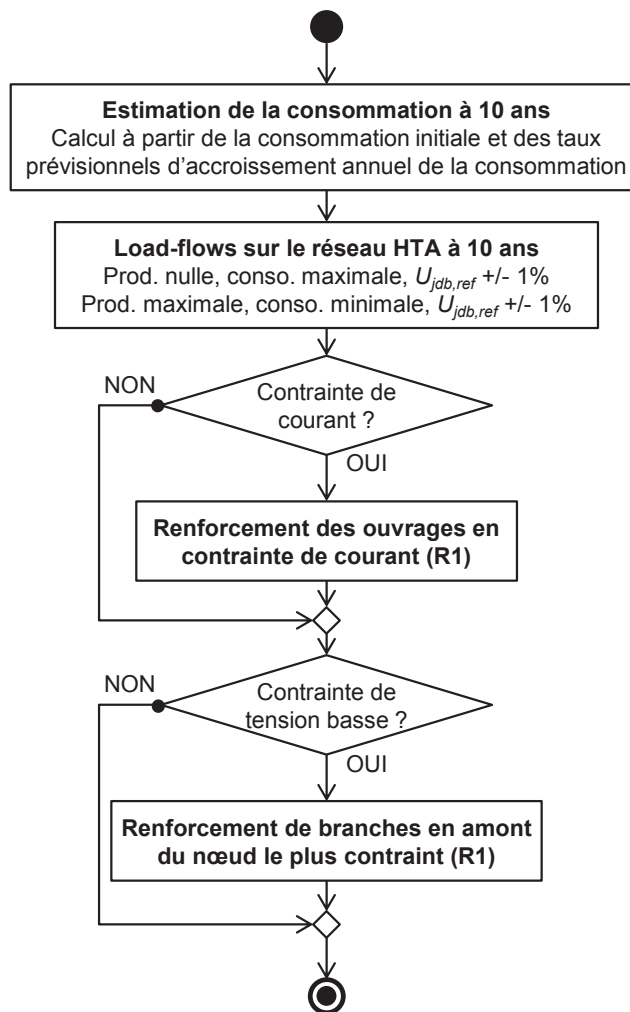 Estimation de la consommation à 10 ans
Calcul à partir de la consommation initiale et des taux
prévisionnels d’accroissement annuel de la consommation
Load-flows sur le réseau HTA à 10 ans
Prod. nulle, conso. maximale, Ujdb,ref +/- 1%
Prod. maximale, conso. minimale, Ujdb,ref +/- 1%
NON
Contrainte de
courant ?
OUI
Renforcement des ouvrages en
contrainte de courant (R1)
NON
Contrainte de
tension basse ?
OUI
Renforcement de branches en amont
du nœud le plus contraint (R1)